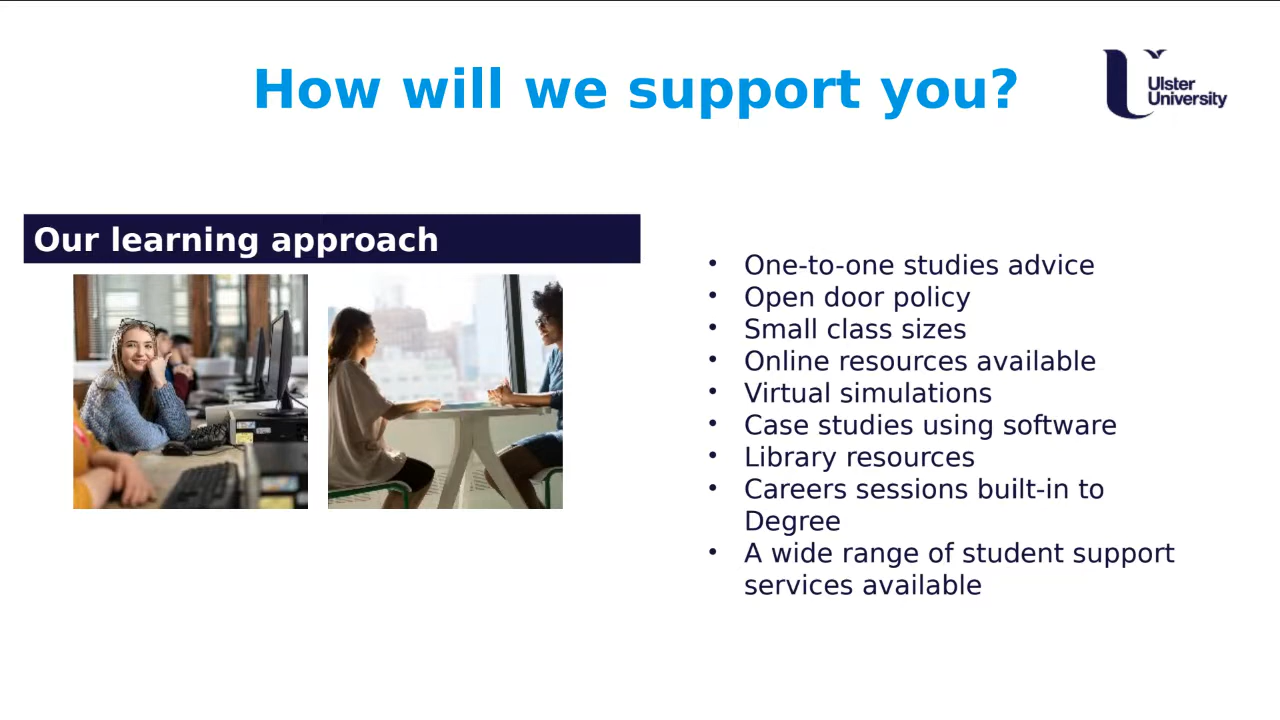 How will we support you?
Ulster
University
Our learning approach
• One-to-one studies advice
• Open door policy
• Small class sizes
• Online resources available
• Virtual simulations
• Case studies using software
• Library resources
• Careers sessions built-in to
Degree
• A wide range of student support
services available